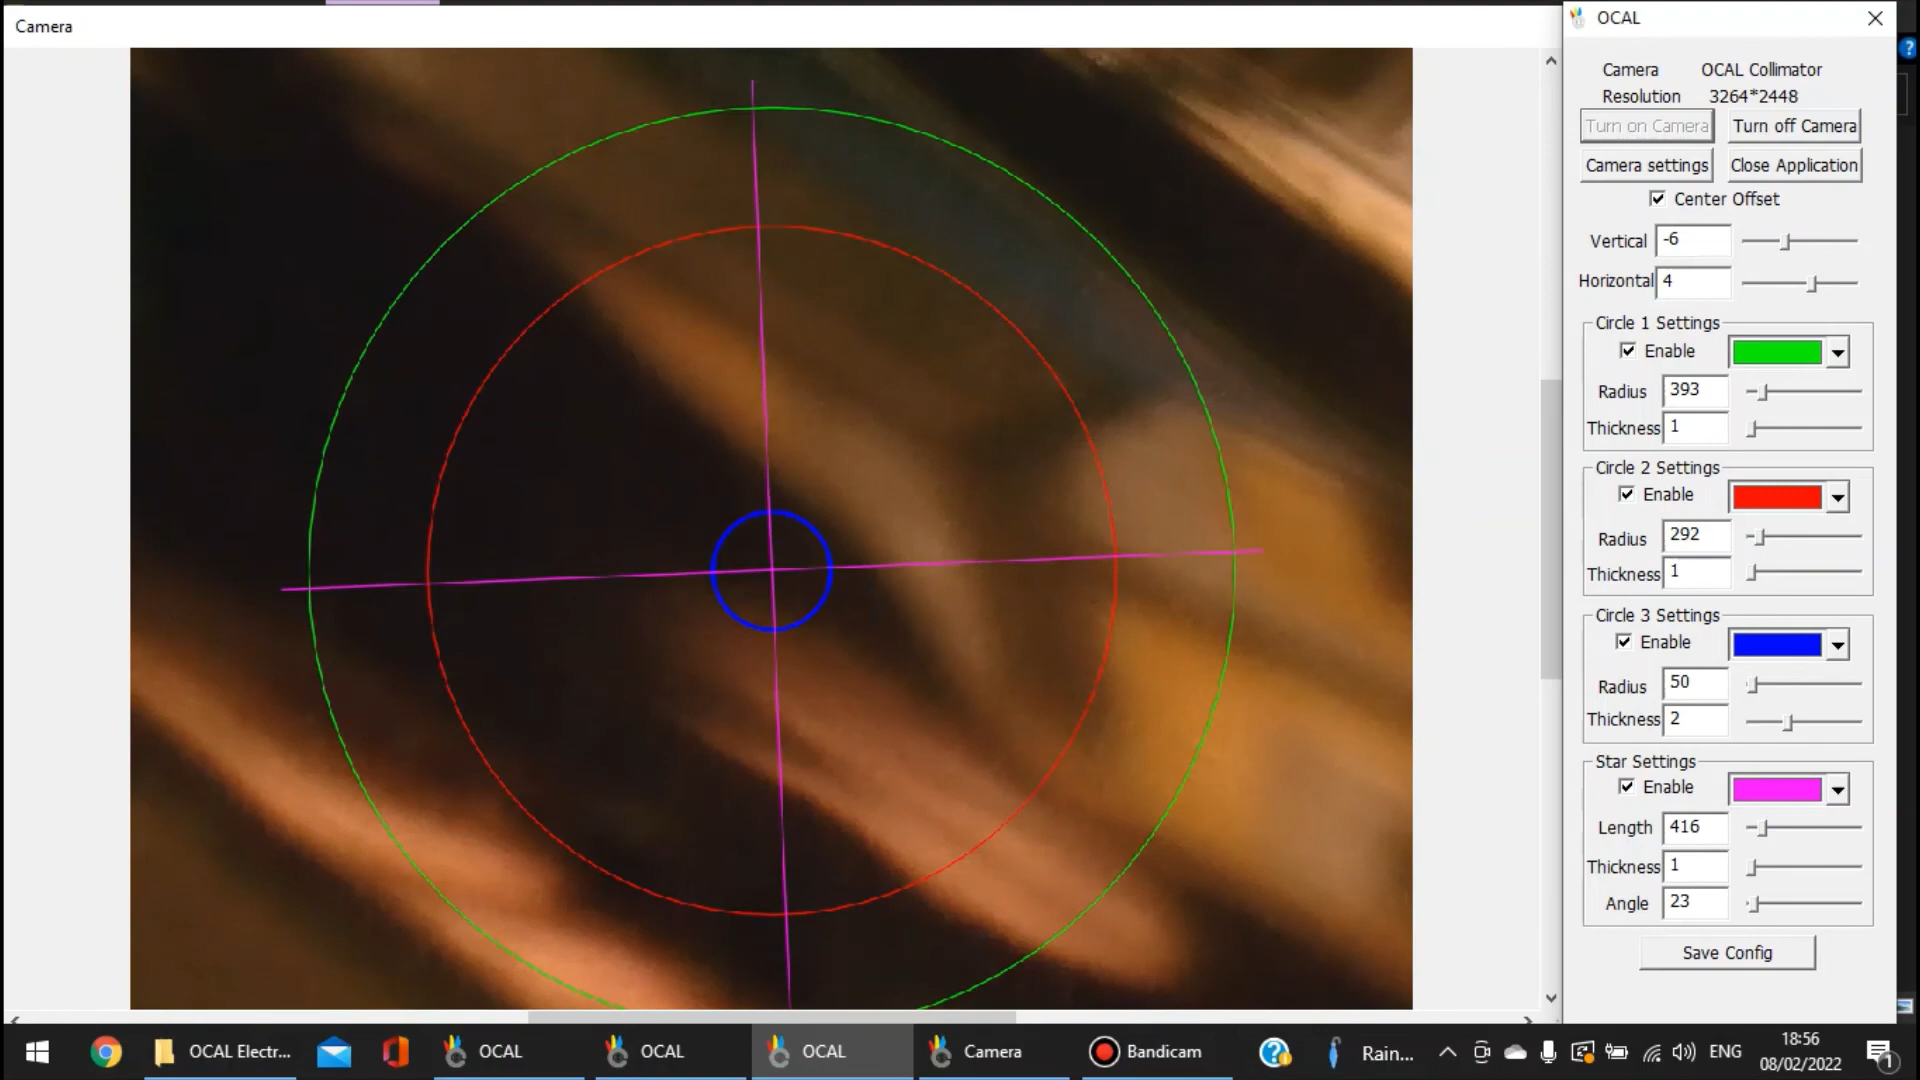 Camera
OCAL
Camera OCAL Collimator
Resolution 3264*2448
Turn on Camera Turn off Camera
Camera settings Close Application
Center Offset
Vertical -6
Horizontal 4
Circle 1 Settings
Enable
Radius 393
Thickness 1
Circle 2 Settings
Enable
Radius 292
Thickness 1
Circle 3 Settings
Enable
Radius 50
Thickness 2
Star Settings
Enable
Length 416
Thickness 1
Angle 23
Save Config
OCAL Electr... OCAL OCAL OCAL Camera Bandicam Rain... ENG 18:56
08/02/2022 1